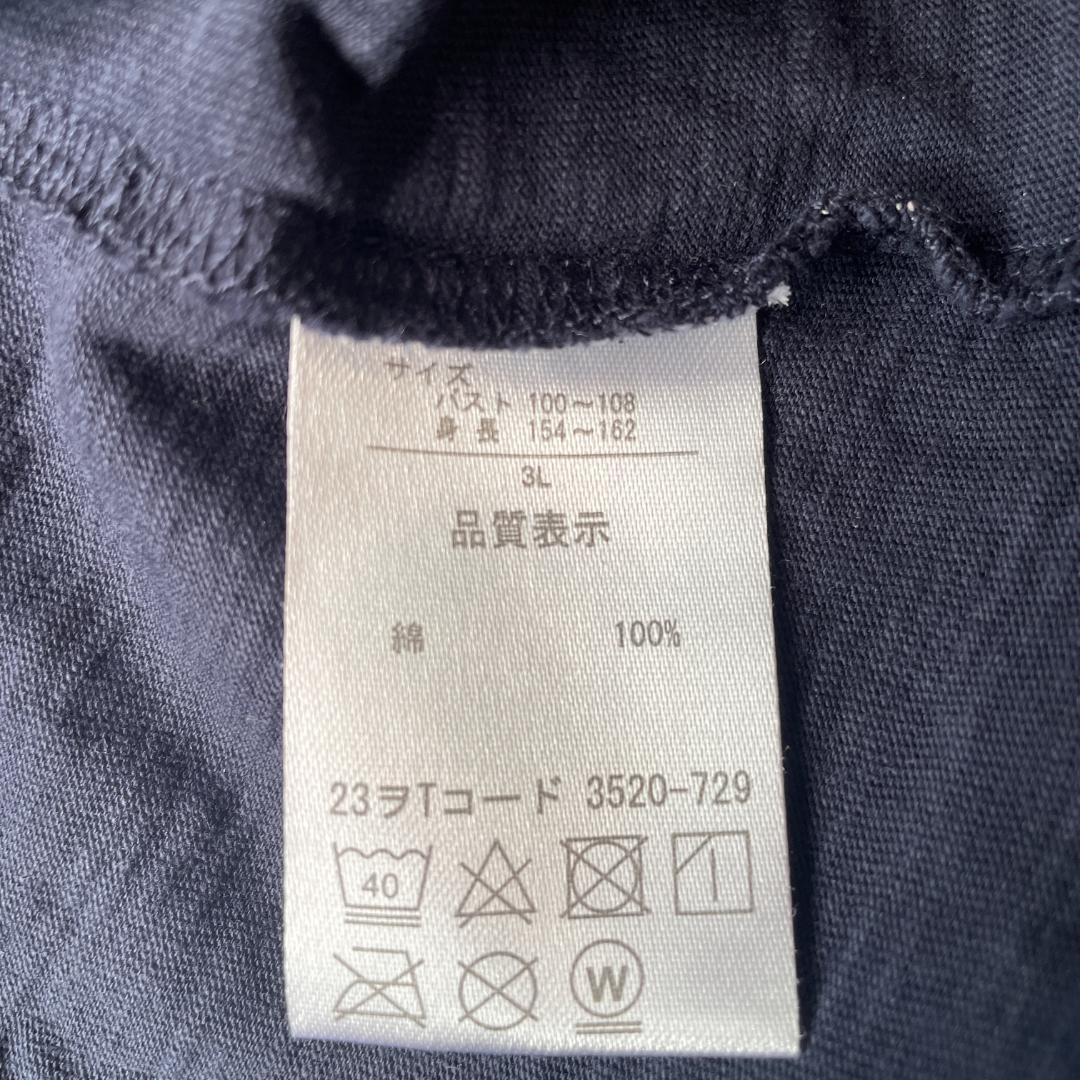 サイズ
バスト 100～108
身長 154～162
3L
品質表示
綿 100%
23ヲTコード 3520-729
40
W